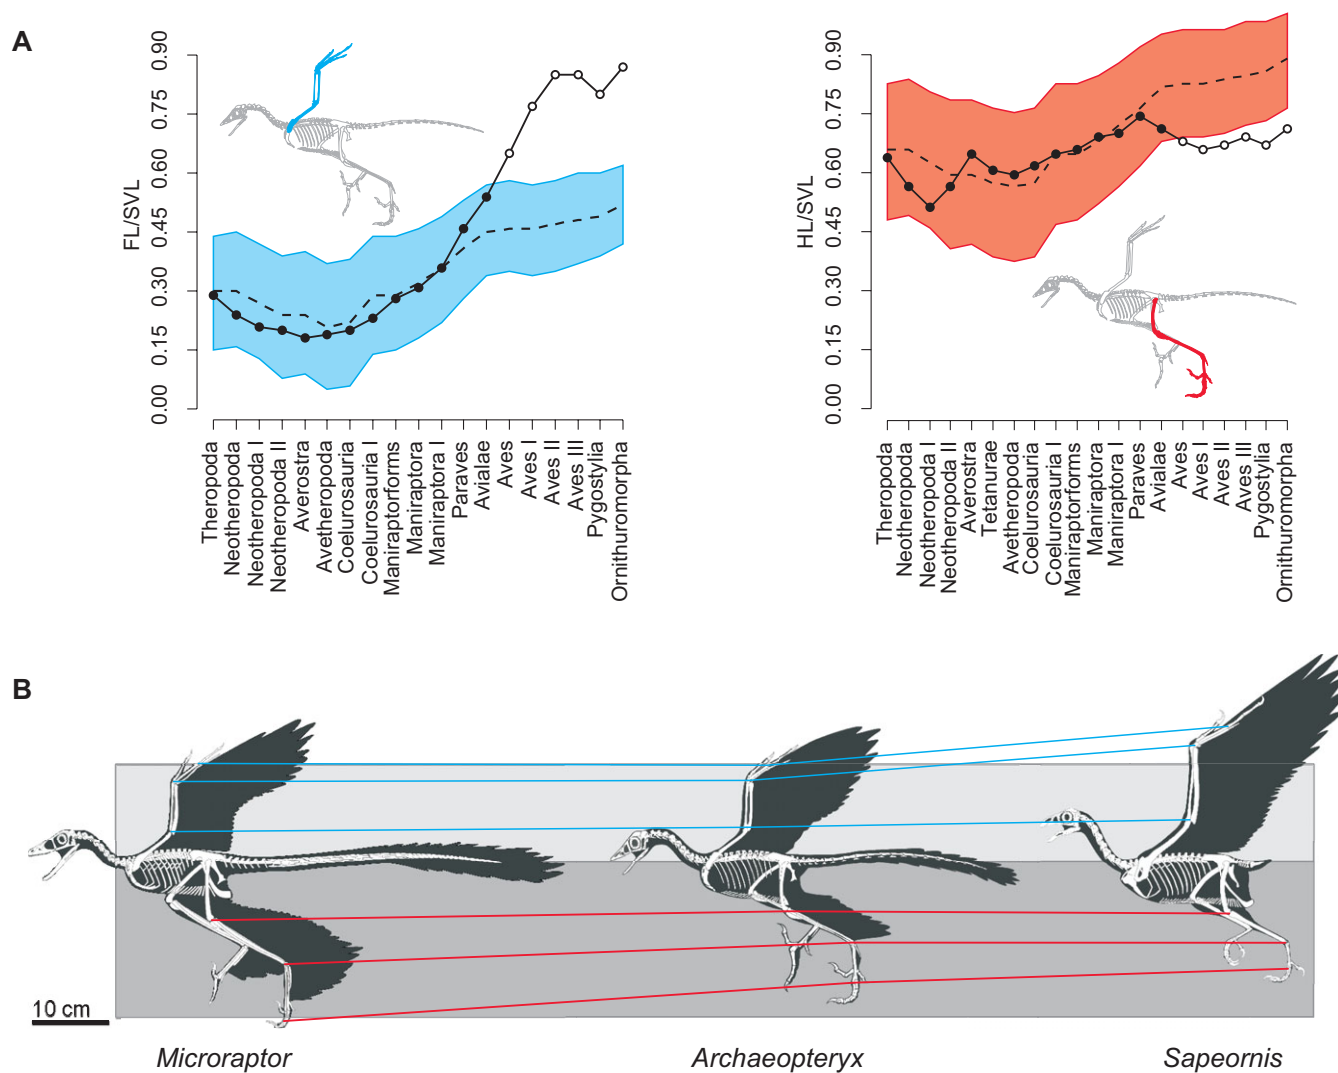 A
FL/SVL
0.00
0.15
0.30
0.45
0.60
0.75
0.90
Theropoda
Neotheropoda
Neotheropoda I
Neotheropoda II
Averostra
Avetheropoda
Coelurosauria
Coelurosauria I
Maniraptorforms
Maniraptora
Maniraptora I
Paraves
Avialae
Aves
Aves I
Aves II
Aves III
Pygostylia
Ornithuromorpha
HL/SVL
0.00
0.15
0.30
0.45
0.60
0.75
0.90
Theropoda
Neotheropoda
Neotheropoda I
Neotheropoda II
Averostra
Tetanurae
Avetheropoda
Coelurosauria
Coelurosauria I
Maniraptorforms
Maniraptora
Maniraptora I
Paraves
Avialae
Aves
Aves I
Aves II
Aves III
Pygostylia
Ornithuromorpha
B
10 cm
Microraptor
Archaeopteryx
Sapeornis